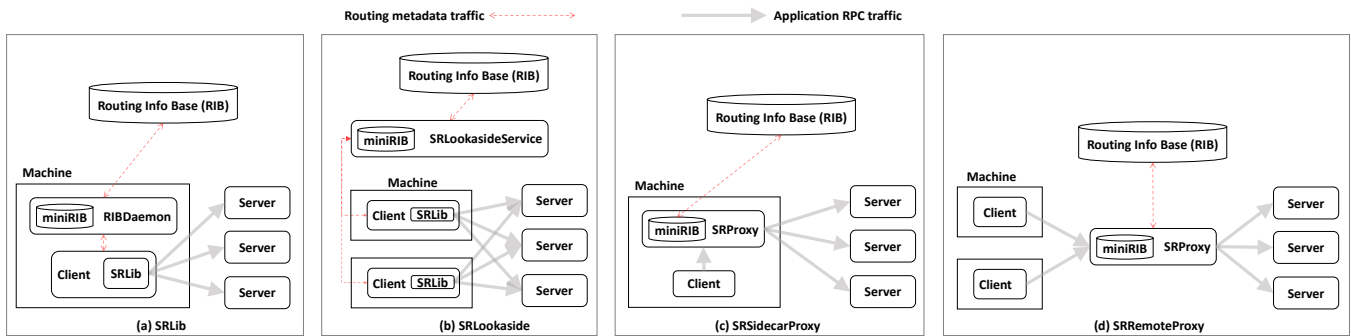 Routing metadata traffic
Application RPC traffic
Routing Info Base (RIB)
Machine
miniRIB
RIBDaemon
Client
SRLib
Server
Server
Server
(a) SRLib
Routing Info Base (RIB)
miniRIB
SRLookasideService
Machine
Client
SRLib
Client
SRLib
Server
Server
Server
(b) SRLookaside
Routing Info Base (RIB)
Machine
miniRIB
SRProxy
Client
Server
Server
Server
(c) SRSidecarProxy
Routing Info Base (RIB)
Machine
Client
Client
miniRIB
SRProxy
Server
Server
Server
(d) SRRemoteProxy